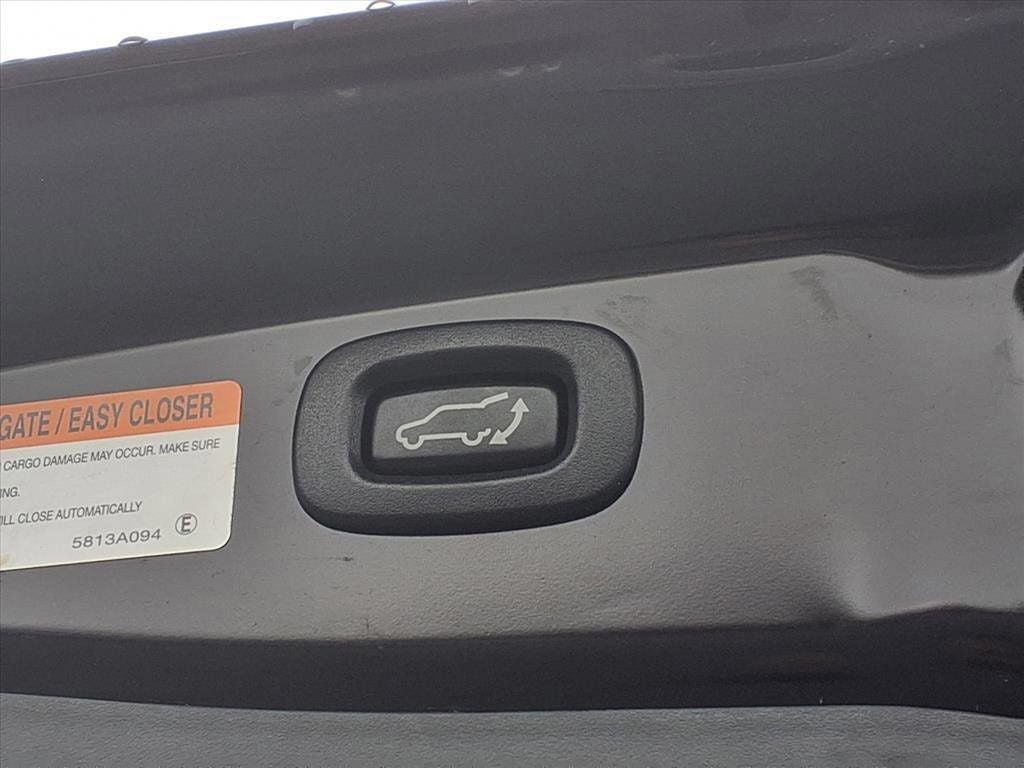 GATE / EASY CLOSER
CARGO DAMAGE MAY OCCUR. MAKE SURE
ING.
ILL CLOSE AUTOMATICALLY
5813A094 E